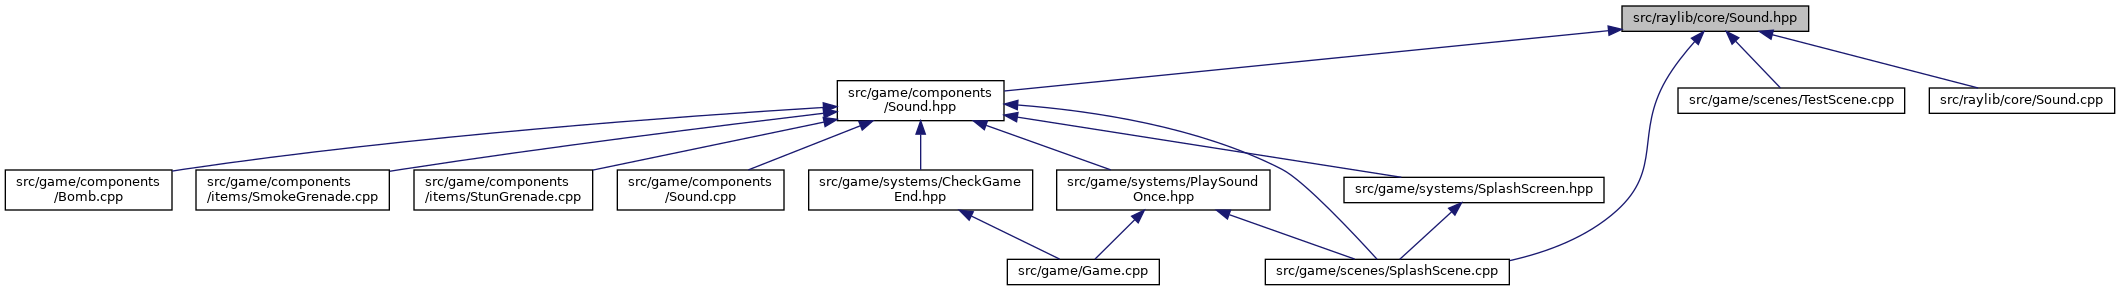 src/raylib/core/Sound.hpp
src/game/components
/Sound.hpp
src/game/scenes/TestScene.cpp
src/raylib/core/Sound.cpp
src/game/components
/Bomb.cpp
src/game/components
/items/SmokeGrenade.cpp
src/game/components
/items/StunGrenade.cpp
src/game/components
/Sound.cpp
src/game/systems/CheckGame
End.hpp
src/game/systems/PlaySound
Once.hpp
src/game/systems/SplashScreen.hpp
src/game/Game.cpp
src/game/scenes/SplashScene.cpp